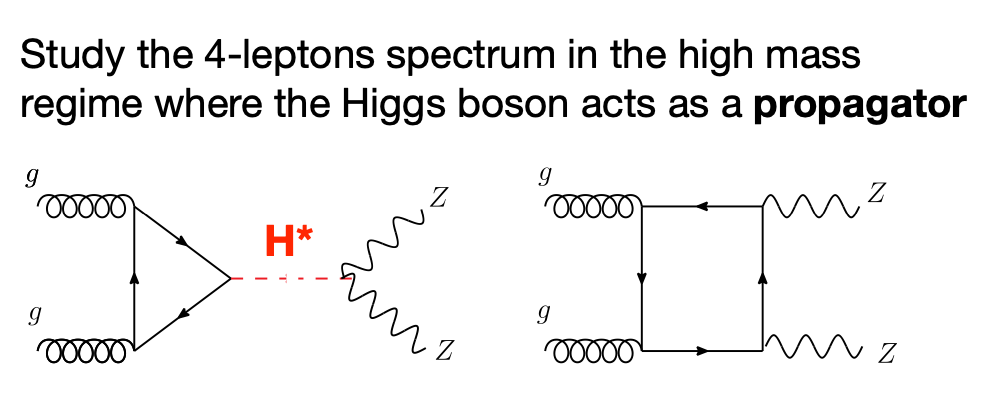 Study the 4-leptons spectrum in the high mass
regime where the Higgs boson acts as a propagator
g
g
H*
Z
Z
g
g
Z
Z